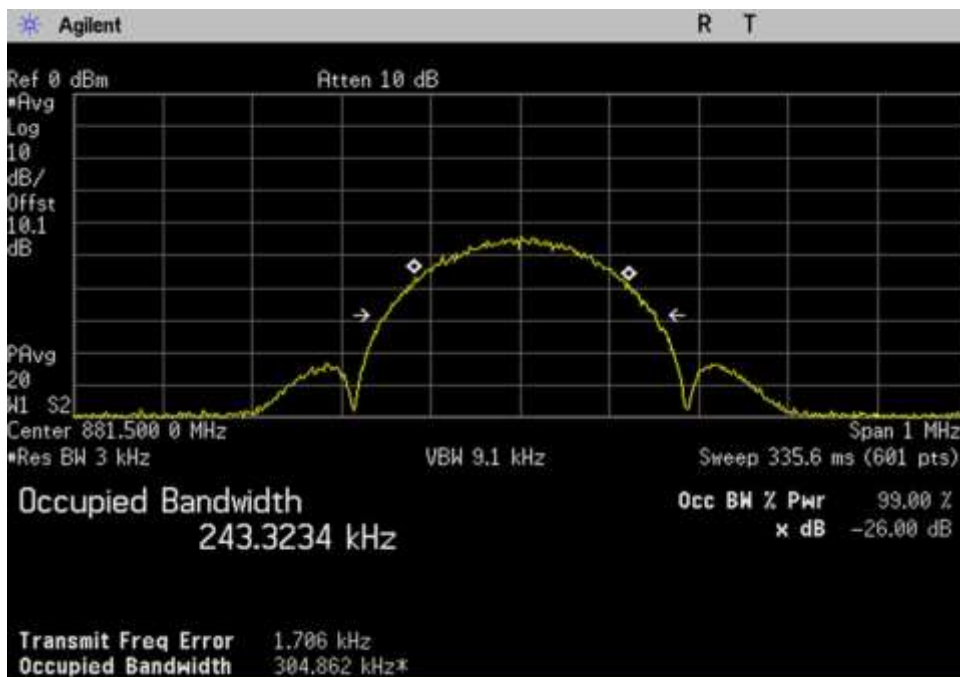 Agilent R T
Ref 0 dBm Atten 10 dB
*Avg
Log
10
dB/
Offst
10.1
dB
PAvg
20
W1 S2
Center 881.500 0 MHz Span 1 MHz
*Res BW 3 kHz VBW 9.1 kHz Sweep 335.6 ms (601 pts)
Occupied Bandwidth Occ BW % Pwr 99.00 %
243.3234 kHz x dB -26.00 dB
Transmit Freq Error 1.706 kHz
Occupied Bandwidth 304.862 kHz*